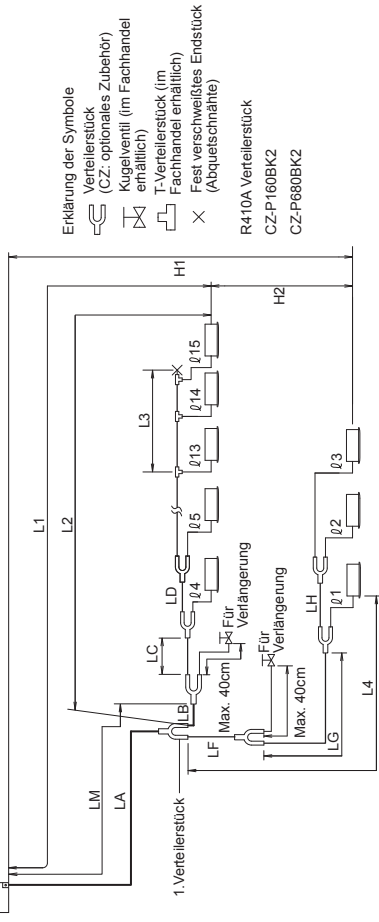 Erklärung der Symbole
Verteilerstück
(CZ: optionales Zubehör)
Kugelventil (im Fachhandel
erhältlich)
T-Verteilerstück (im
Fachhandel erhältlich)
Fest verschweißtes Endstück
(Abquetschnähte)
R410A Verteilerstück
CZ-P160BK2
CZ-P680BK2
H1
H2
L1
L2
L3
LM
LA
LB
LC
LD
ℓ4
ℓ5
ℓ13
ℓ14
ℓ15
Für
Verlängerung
Max. 40cm
1.Verteilerstück
LF
LG
LH
Für
Verlängerung
Max. 40cm
ℓ1
ℓ2
ℓ3
L4